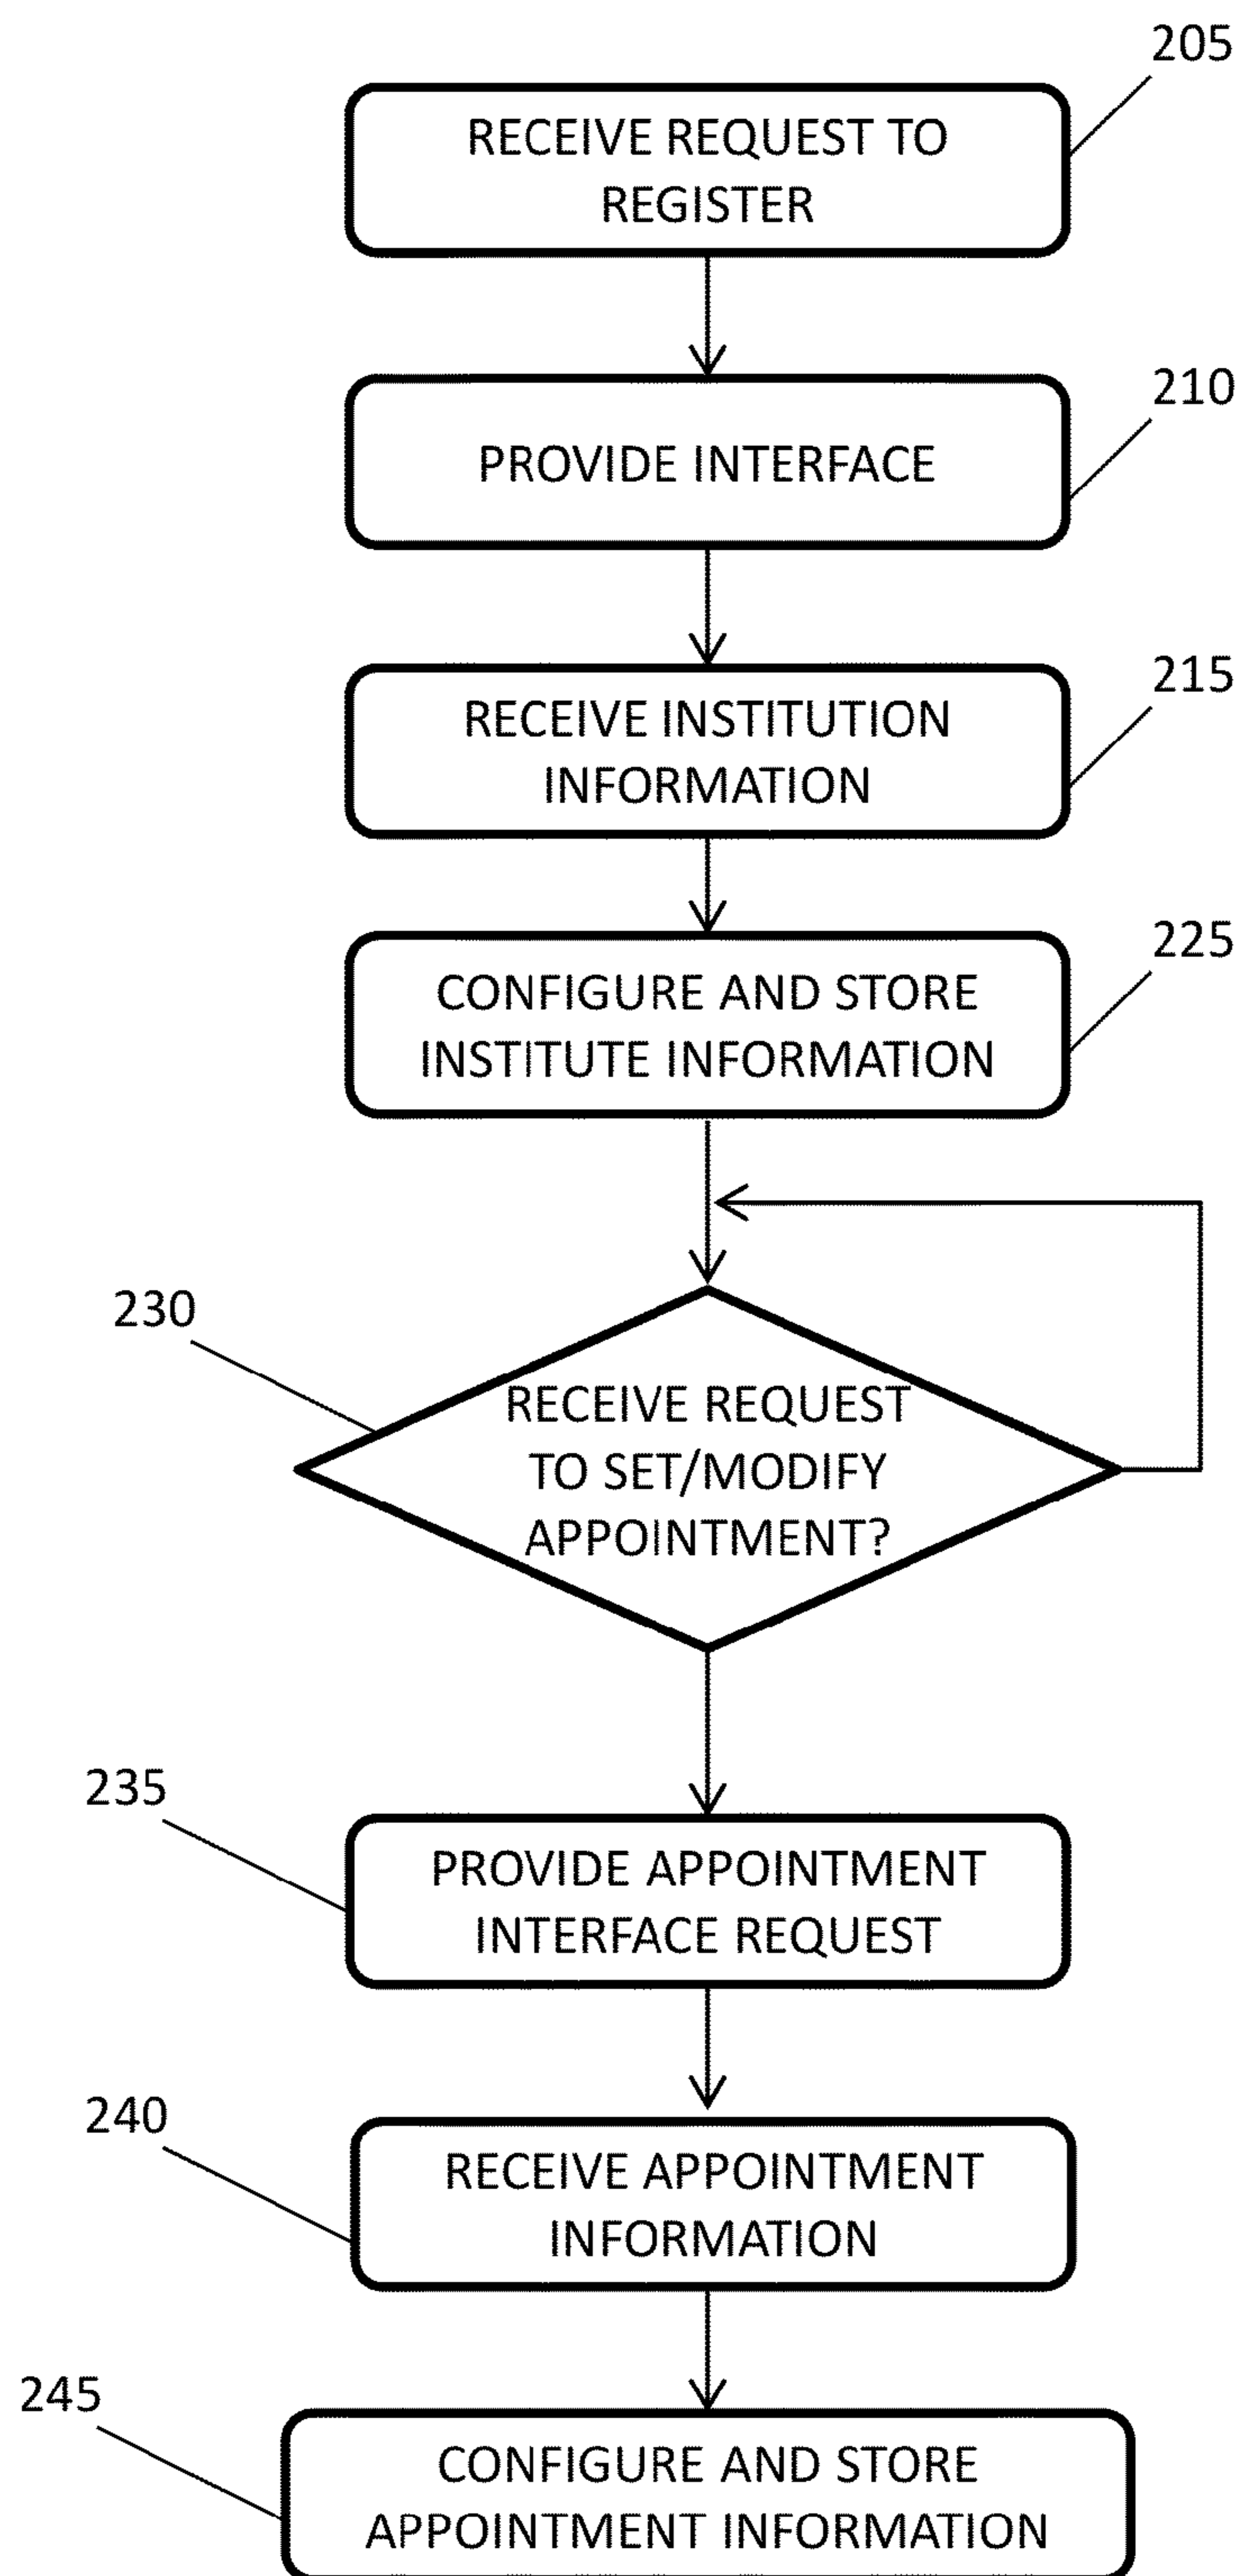 205
RECEIVE REQUEST TO
REGISTER
210
PROVIDE INTERFACE
215
RECEIVE INSTITUTION
INFORMATION
225
CONFIGURE AND STORE
INSTITUTE INFORMATION
230
RECEIVE REQUEST
TO SET/MODIFY
APPOINTMENT?
235
PROVIDE APPOINTMENT
INTERFACE REQUEST
240
RECEIVE APPOINTMENT
INFORMATION
245
CONFIGURE AND STORE
APPOINTMENT INFORMATION